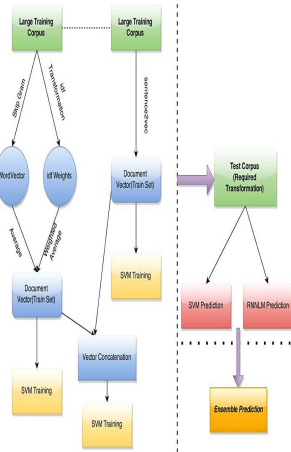 Large Training
Corpus
Large Training
Corpus
Skip Gram
idf
Transformation
sentence2vec
WordVector
idf Weights
Document
Vector(Train Set)
Test Corpus
(Required
Transformation)
Average
Weighted
Average
SVM Training
Document
Vector(Train Set)
SVM Prediction
RNNLM Prediction
Vector Concatenation
SVM Training
Ensemble Prediction
SVM Training